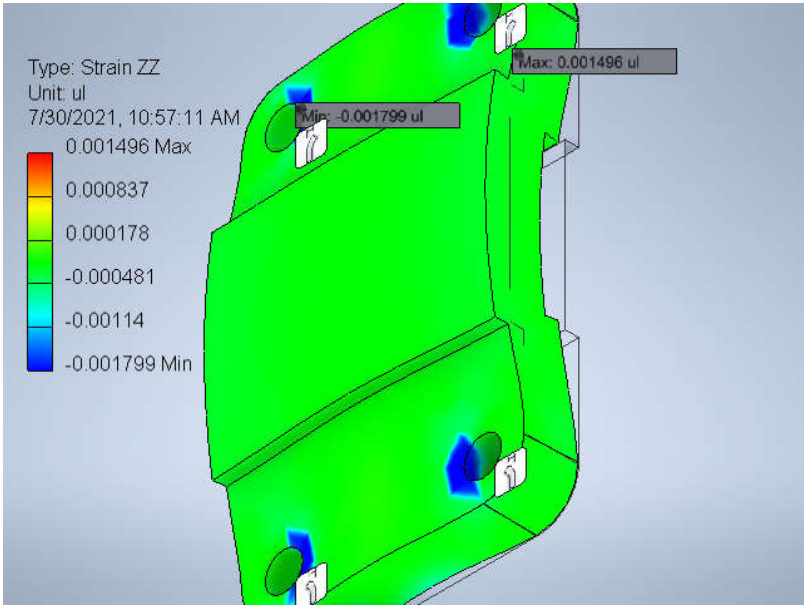 Type: Strain ZZ
Unit: ul
7/30/2021, 10:57:11 AM
0.001496 Max
0.000837
0.000178
-0.000481
-0.00114
-0.001799 Min
Max: 0.001496 ul
Min: -0.001799 ul